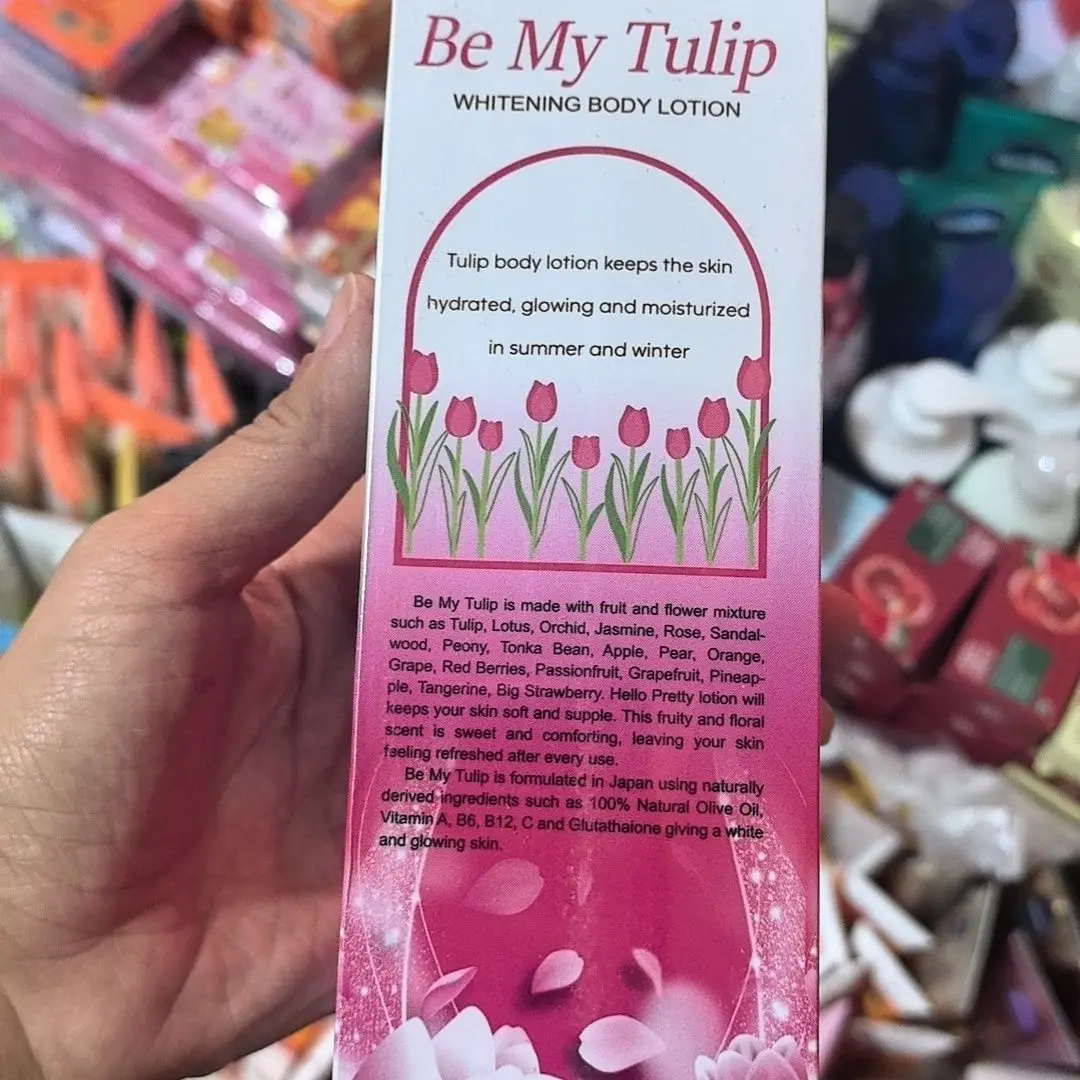 Be My Tulip
WHITENING BODY LOTION
Tulip body lotion keeps the skin
hydrated, glowing and moisturized
in summer and winter
Be My Tulip is made with fruit and flower mixture
such as Tulip, Lotus, Orchid, Jasmine, Rose, Sandal-
wood, Peony, Tonka Bean, Apple, Pear, Orange,
Grape, Red Berries, Passionfruit, Grapefruit, Pineap-
ple, Tangerine, Big Strawberry. Hello Pretty lotion will
keeps your skin soft and supple. This fruity and floral
scent is sweet and comforting, leaving your skin
feeling refreshed after every use.
Be My Tulip is formulated in Japan using naturally
derived ingredients such as 100% Natural Olive Oil,
Vitamin A, B6, B12, C and Glutathaione giving a white
and glowing skin.